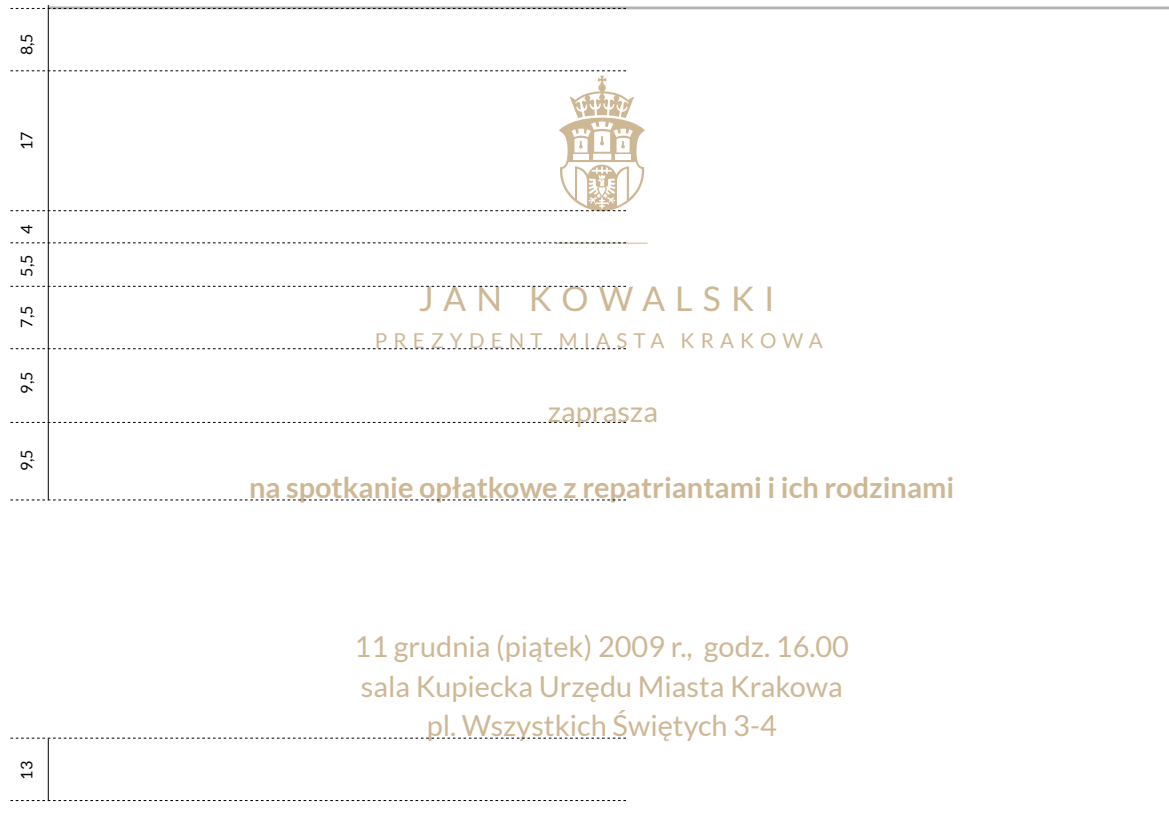 8,5
17
4
5,5
7,5
9,5
9,5
13
JAN KOWALSKI
PREZYDENT MIASTA KRAKOWA
zaprasza
na spotkanie opłatkowe z repatriantami i ich rodzinami
11 grudnia (piątek) 2009 r., godz. 16.00
sala Kupiecka Urzędu Miasta Krakowa
pl. Wszystkich Świętych 3-4